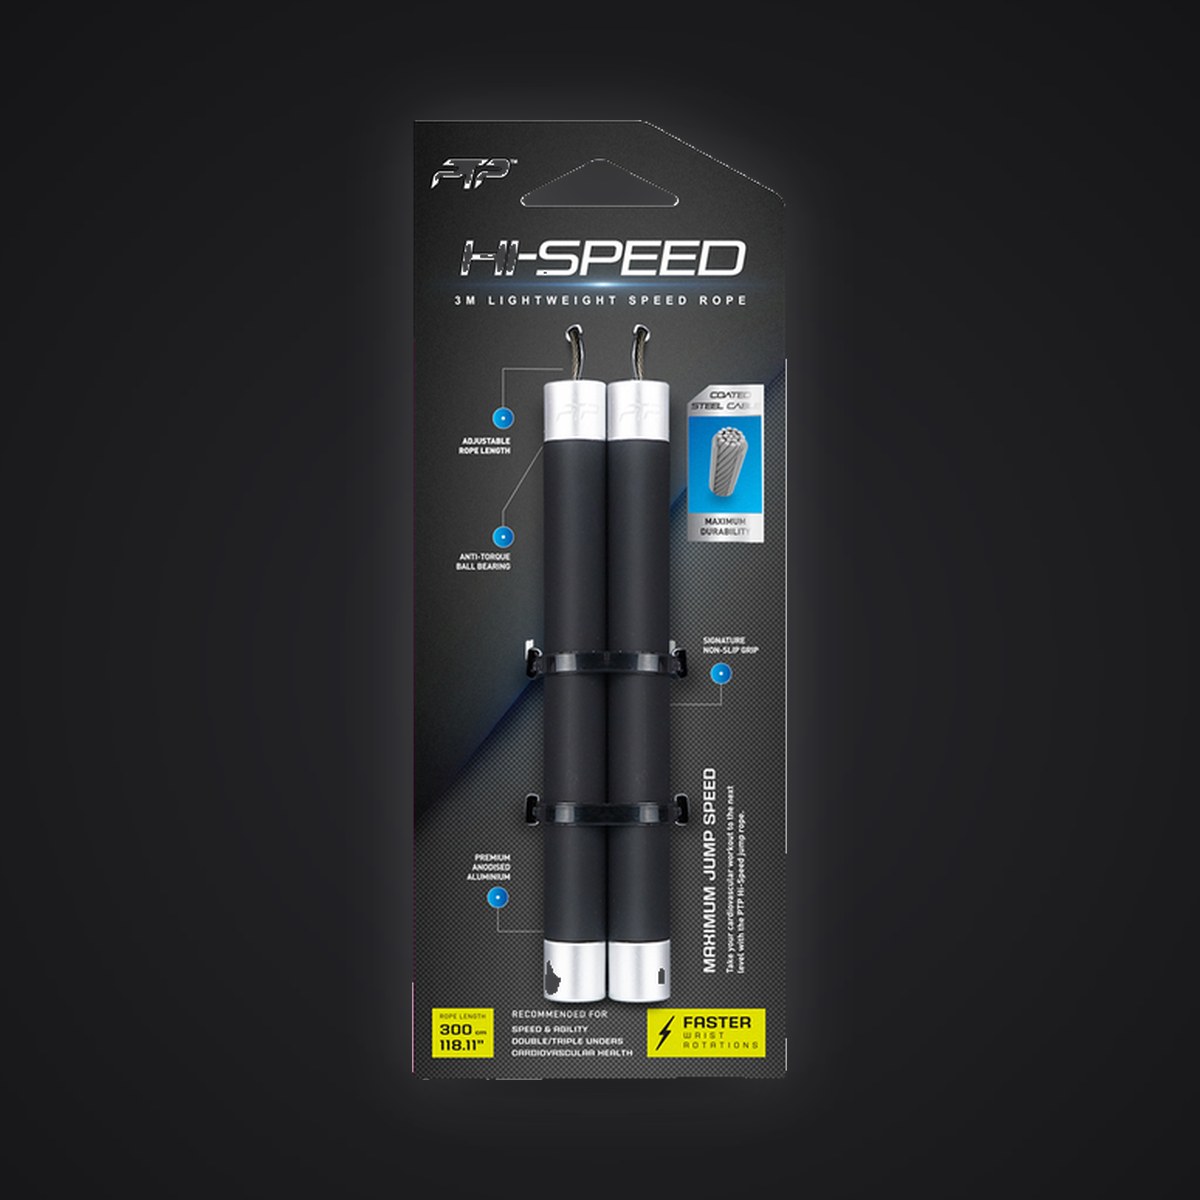 PTP™
HI-SPEED
3M LIGHTWEIGHT SPEED ROPE
COATED
STEEL CABLE
PTP PTP
ADJUSTABLE
ROPE LENGTH
MAXIMUM
DURABILITY
ANTI-TORQUE
BALL BEARING
SIGNATURE
NON-SLIP GRIP
MAXIMUM JUMP SPEED
Take your cardiovascular workout to the next
level with the PTP Hi-Speed jump rope.
PREMIUM
ANODISED
ALUMINIUM
ROPE LENGTH
300 cm
118.11"
RECOMMENDED FOR
SPEED & AGILITY
DOUBLE/TRIPLE UNDERS
CARDIOVASCULAR HEALTH
FASTER
WRIST
ROTATIONS